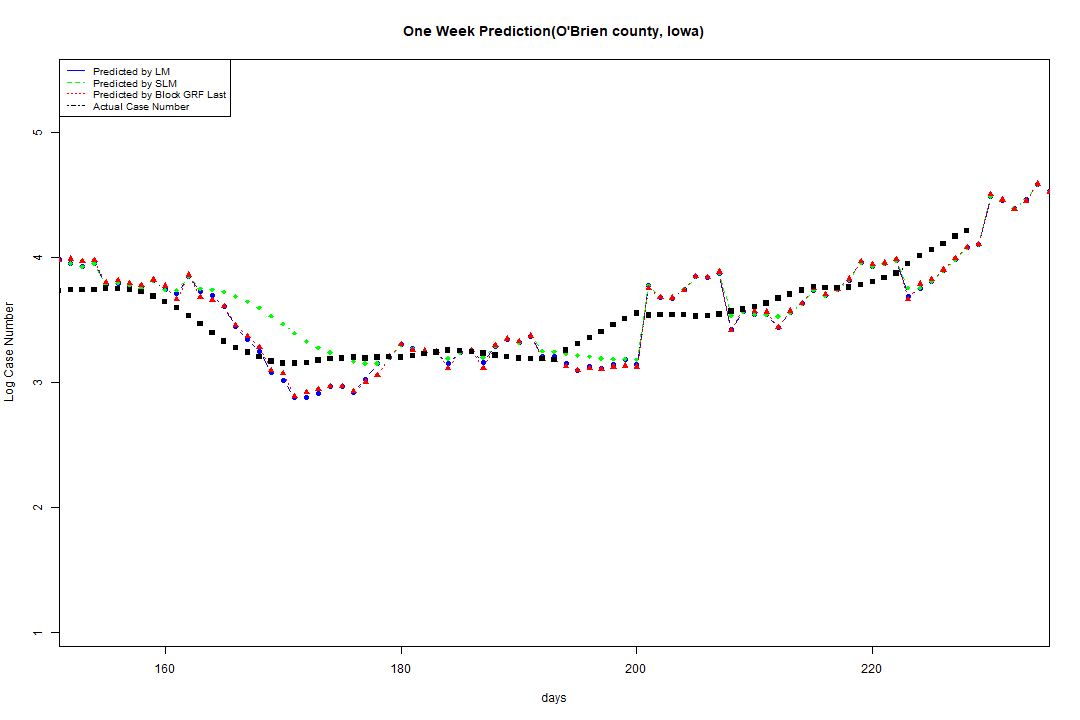 One Week Prediction(O'Brien county, Iowa)
Predicted by LM
Predicted by SLM
Predicted by Block GRF Last
Actual Case Number
5
4
3
2
1
Log Case Number
160 180 200 220
days